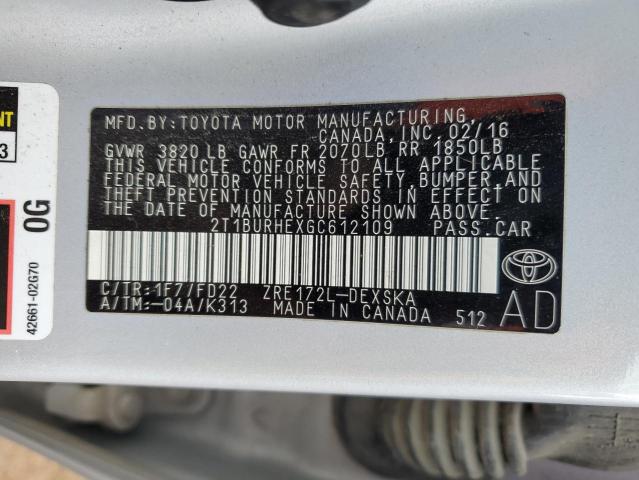 MFD.BY:TOYOTA MOTOR MANUFACTURING,
CANADA, INC. 02/16
GVWR 3820 LB GAWR FR 2070LB RR 1850LB
THIS VEHICLE CONFORMS TO ALL APPLICABLE
FEDERAL MOTOR VEHICLE SAFETY, BUMPER, AND
THEFT PREVENTION STANDARDS IN EFFECT ON
THE DATE OF MANUFACTURE SHOWN ABOVE.
2T1BURHEXGC612109 PASS.CAR
C/TR:1F7/FD22 ZRE172L-DEXSKA
A/TM:-04A/K313 MADE IN CANADA 512
AD
NT
3
0G
42661-02G70